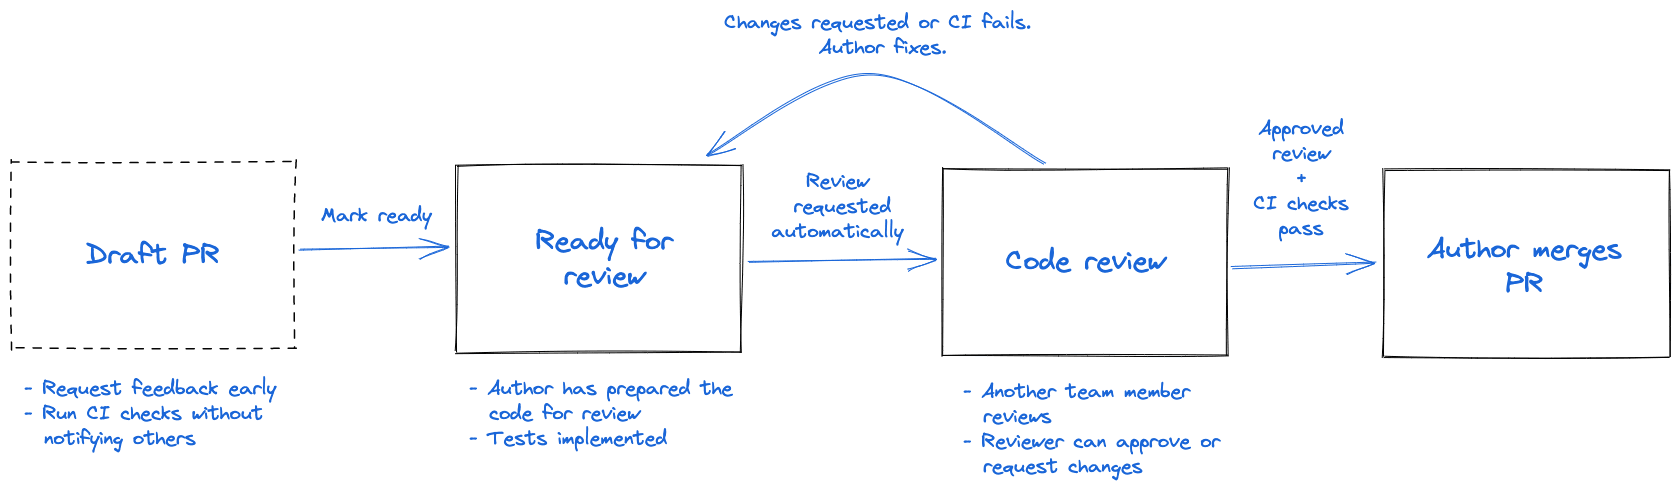 Changes requested or CI fails.
Author fixes.
Draft PR
- Request feedback early
- Run CI checks without
notifying others
Mark ready
Ready for
review
- Author has prepared the
code for review
- Tests implemented
Review
requested
automatically
Code review
- Another team member
reviews
- Reviewer can approve or
request changes
Approved
review
+
CI checks
pass
Author merges
PR